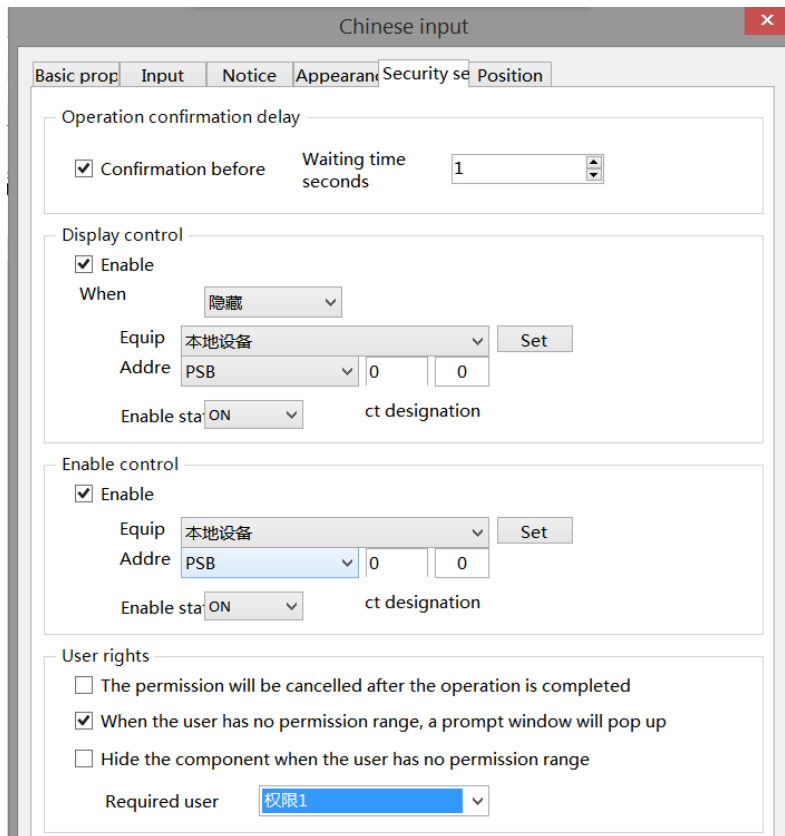 Chinese input
Basic prop Input Notice Appearanc Security se Position
Operation confirmation delay
Confirmation before Waiting time seconds 1
Display control
Enable
When 隐藏
Equip 本地设备 Set
Addre PSB 0 0
Enable sta ON ct designation
Enable control
Enable
Equip 本地设备 Set
Addre PSB 0 0
Enable sta ON ct designation
User rights
The permission will be cancelled after the operation is completed
When the user has no permission range, a prompt window will pop up
Hide the component when the user has no permission range
Required user 权限1